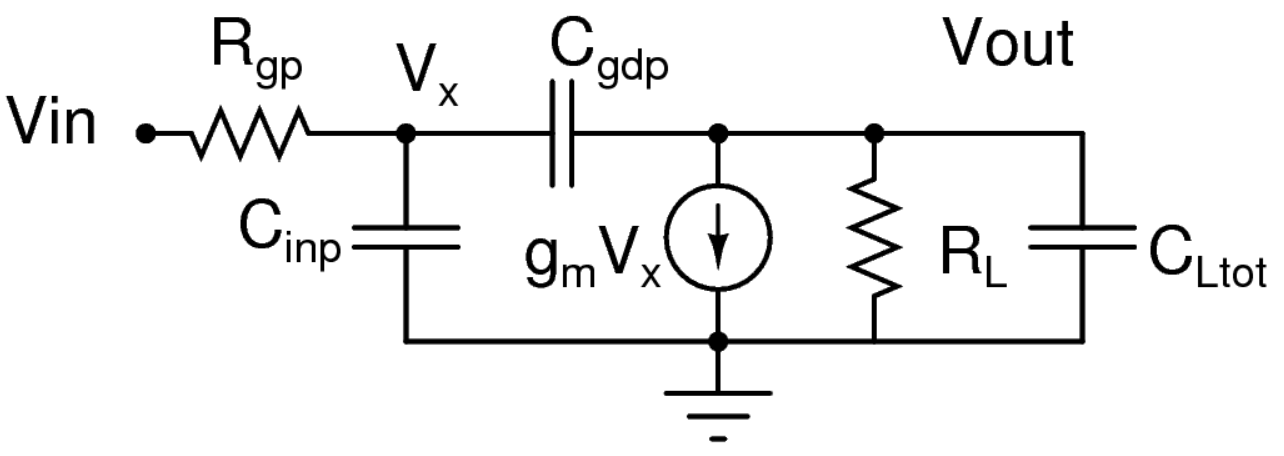 Rgp
Vx
Cgdp
Vout
Vin
Cinp
gmVx
RL
CLtot